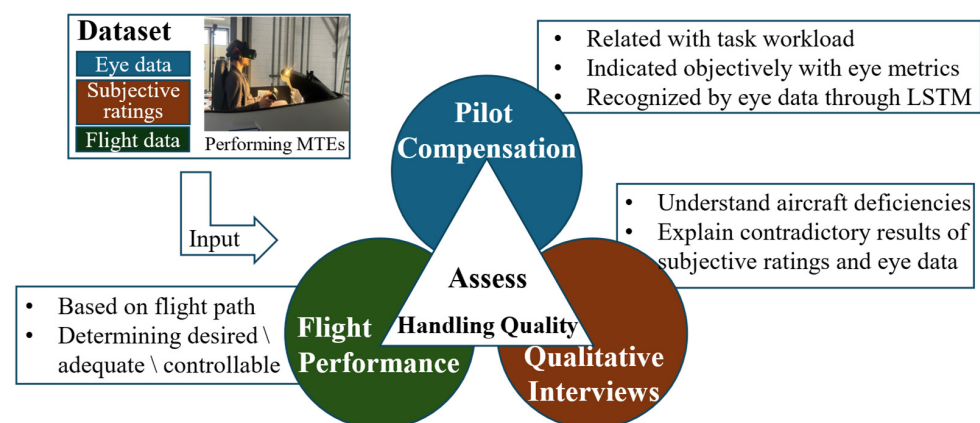 Dataset
Eye data
Subjective
ratings
Flight data
Performing MTEs
Input
• Related with task workload
• Indicated objectively with eye metrics
• Recognized by eye data through LSTM
Pilot
Compensation
• Understand aircraft deficiencies
• Explain contradictory results of
subjective ratings and eye data
Assess
Handling Quality
• Based on flight path
• Determining desired \
adequate \ controllable
Flight
Performance
Qualitative
Interviews